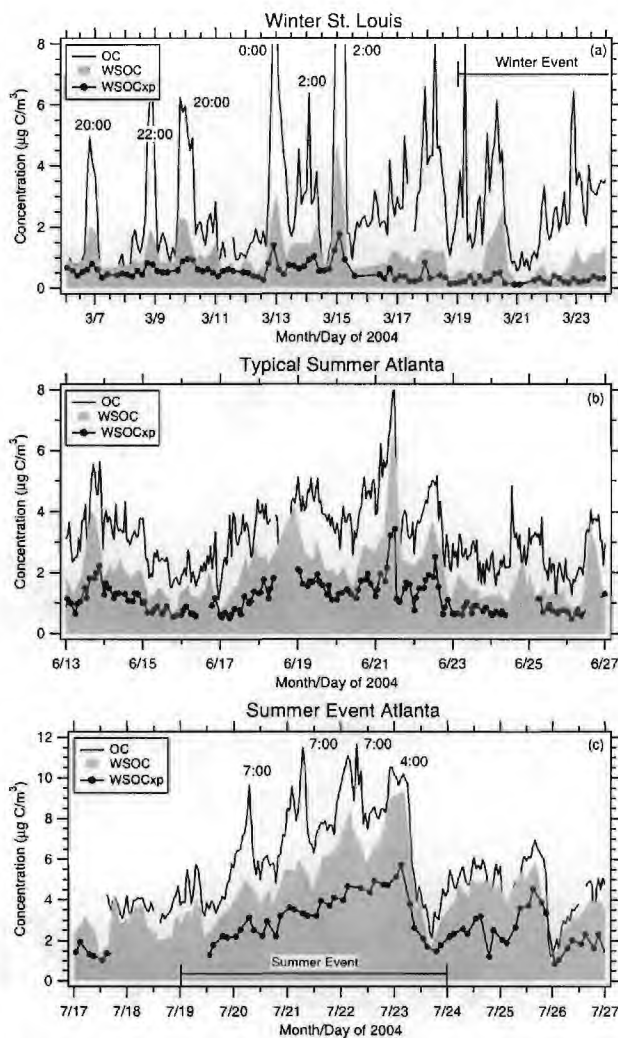 Winter St. Louis
(a)
OC
WSOC
WSOCxp
0:00
2:00
Winter Event
20:00
22:00
20:00
2:00
8
6
4
2
0
Concentration (µg C/m³)
3/7 3/9 3/11 3/13 3/15 3/17 3/19 3/21 3/23
Month/Day of 2004
Typical Summer Atlanta
(b)
OC
WSOC
WSOCxp
8
6
4
2
0
Concentration (µg C/m³)
6/13 6/15 6/17 6/19 6/21 6/23 6/25 6/27
Month/Day of 2004
Summer Event Atlanta
(c)
OC
WSOC
WSOCxp
7:00
7:00 7:00
4:00
12
10
8
6
4
2
0
Concentration (µg C/m³)
Summer Event
7/17 7/18 7/19 7/20 7/21 7/22 7/23 7/24 7/25 7/26 7/27
Month/Day of 2004